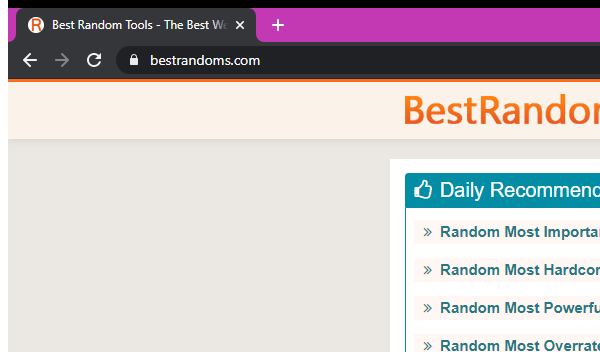 Best Random Tools - The Best We
bestrandoms.com
BestRandom
Daily Recommend
Random Most Importan
Random Most Hardcor
Random Most Powerfu
Random Most Overrate